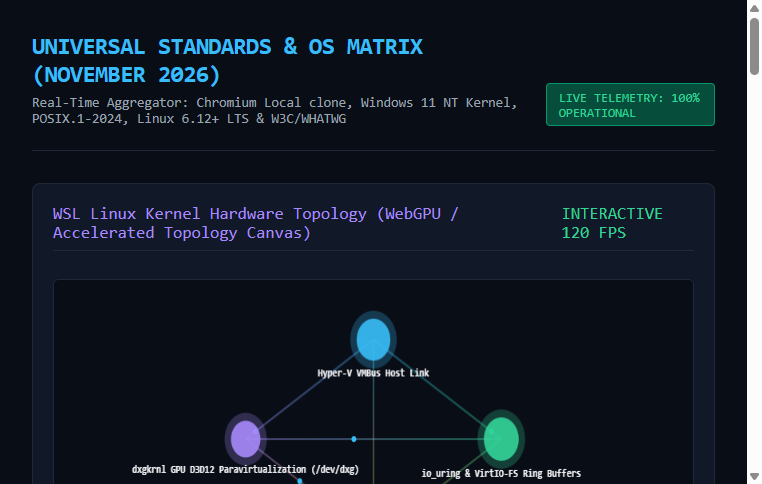 UNIVERSAL STANDARDS & OS MATRIX
(NOVEMBER 2026)
Real-Time Aggregator: Chromium Local clone, Windows 11 NT Kernel,
POSIX.1-2024, Linux 6.12+ LTS & W3C/WHATWG
LIVE TELEMETRY: 100%
OPERATIONAL
WSL Linux Kernel Hardware Topology (WebGPU /
Accelerated Topology Canvas)
INTERACTIVE
120 FPS
Hyper-V VMBus Host Link
dxgkrnl GPU D3D12 Paravirtualization (/dev/dxg)
io_uring & VirtIO-FS Ring Buffers